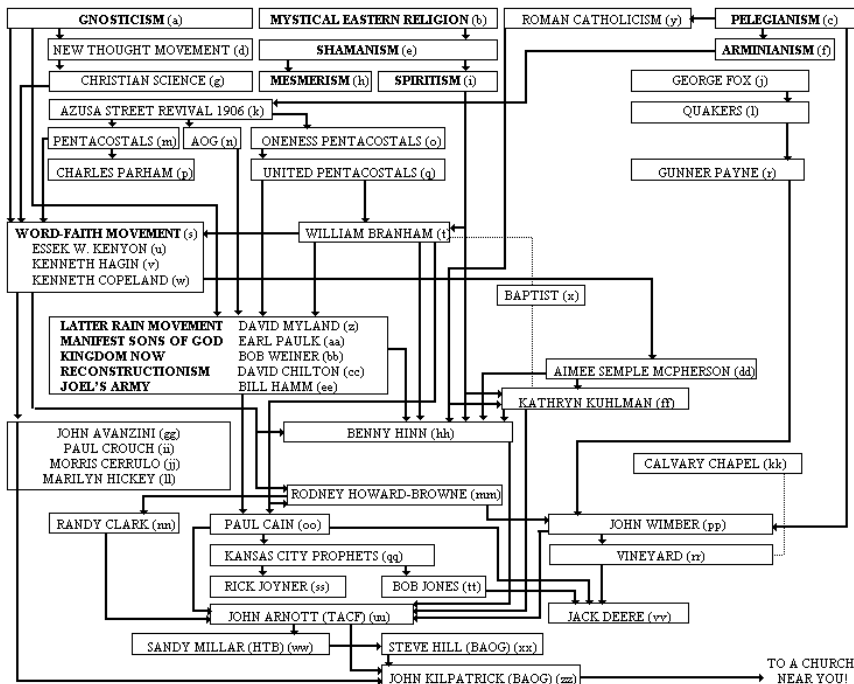 GNOSTICISM (a)
MYSTICAL EASTERN RELIGION (b)
ROMAN CATHOLICISM (y)
PELEGIANISM (c)
NEW THOUGHT MOVEMENT (d)
SHAMANISM (e)
ARMINIANISM (f)
CHRISTIAN SCIENCE (g)
MESMERISM (h)
SPIRITISM (i)
GEORGE FOX (j)
AZUSA STREET REVIVAL 1906 (k)
QUAKERS (l)
PENTACOSTALS (m)
AOG (n)
ONENESS PENTACOSTALS (o)
CHARLES PARHAM (p)
UNITED PENTACOSTALS (q)
GUNNER PAYNE (r)
WORD-FAITH MOVEMENT (s)
ESSEK W. KENYON (u)
KENNETH HAGIN (v)
KENNETH COPELAND (w)
WILLIAM BRANHAM (t)
BAPTIST (x)
LATTER RAIN MOVEMENT DAVID MYLAND (z)
MANIFEST SONS OF GOD EARL PAULK (aa)
KINGDOM NOW BOB WEINER (bb)
RECONSTRUCTIONISM DAVID CHILTON (cc)
JOEL'S ARMY BILL HAMM (ee)
AIMEE SEMPLE MCPHERSON (dd)
KATHRYN KUHLMAN (ff)
JOHN AVANZINI (gg)
PAUL CROUCH (ii)
MORRIS CERRULO (jj)
MARILYN HICKEY (ll)
BENNY HINN (hh)
CALVARY CHAPEL (kk)
RODNEY HOWARD-BROWNE (mm)
RANDY CLARK (nn)
PAUL CAIN (oo)
JOHN WIMBER (pp)
KANSAS CITY PROPHETS (qq)
VINEYARD (rr)
RICK JOYNER (ss)
BOB JONES (tt)
JOHN ARNOTT (TACF) (uu)
JACK DEERE (vv)
SANDY MILLAR (HTB) (ww)
STEVE HILL (BAOG) (xx)
JOHN KILPATRICK (BAOG) (zz)
TO A CHURCH
NEAR YOU!